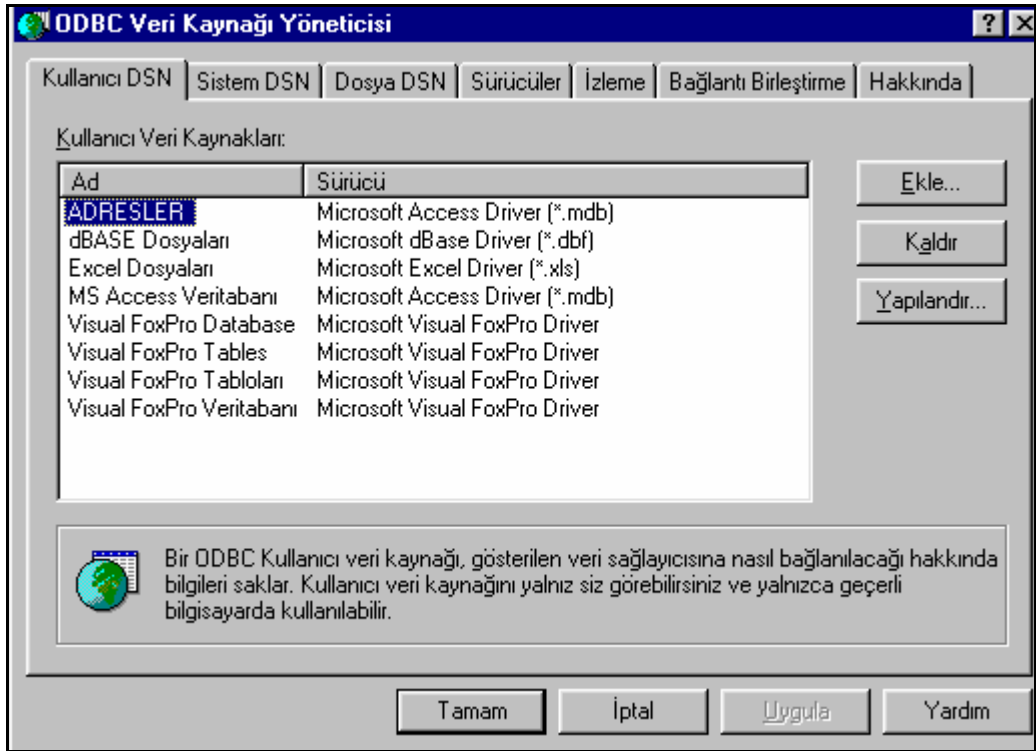 ODBC Veri Kaynağı Yöneticisi
Kullanıcı DSN Sistem DSN Dosya DSN Sürücüler İzleme Bağlantı Birleştirme Hakkında
Kullanıcı Veri Kaynakları:
Ad Sürücü
ADRESLER Microsoft Access Driver (*.mdb)
dBASE Dosyaları Microsoft dBase Driver (*.dbf)
Excel Dosyaları Microsoft Excel Driver (*.xls)
MS Access Veritabanı Microsoft Access Driver (*.mdb)
Visual FoxPro Database Microsoft Visual FoxPro Driver
Visual FoxPro Tables Microsoft Visual FoxPro Driver
Visual FoxPro Tabloları Microsoft Visual FoxPro Driver
Visual FoxPro Veritabanı Microsoft Visual FoxPro Driver
Ekle...
Kaldır
Yapılandır...
Bir ODBC Kullanıcı veri kaynağı, gösterilen veri sağlayıcısına nasıl bağlanılacağı hakkında
bilgileri saklar. Kullanıcı veri kaynağını yalnız siz görebilirsiniz ve yalnızca geçerli
bilgisayarda kullanılabilir.
Tamam İptal Uygula Yardım